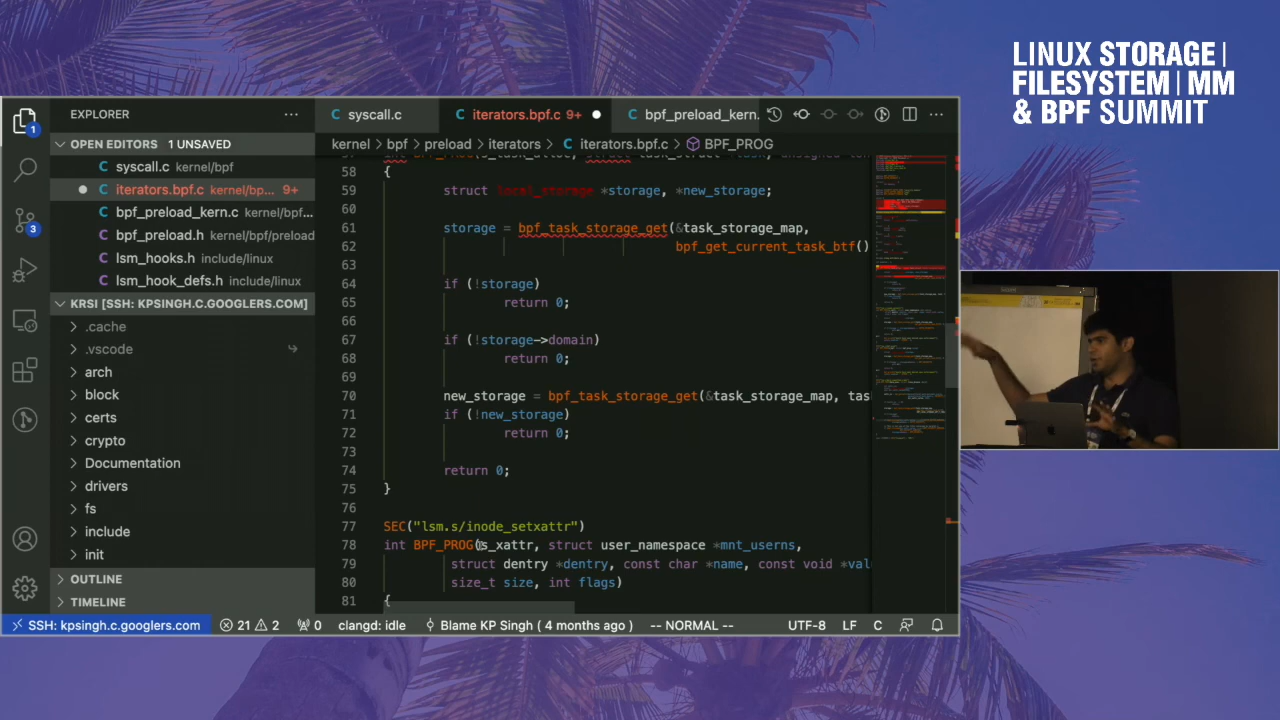 LINUX STORAGE |
FILESYSTEM | MM
& BPF SUMMIT
EXPLORER
syscall.c
iterators.bpf.c 9+
bpf_preload_kern.
OPEN EDITORS 1 UNSAVED
kernel > bpf > preload > iterators > iterators.bpf.c > BPF_PROG
syscall.c kernel/bpf
iterators.bpf.c kernel/bp... 9+
bpf_preload_kern.c kernel/bpf...
bpf_preload.h kernel/bpf/preload
lsm_hooks.h include/linux
lsm_hook_defs.h include/linux
KRSI [SSH: KPSINGH.C.GOOGLERS.COM]
.cache
.vscode
arch
block
certs
crypto
Documentation
drivers
fs
include
init
OUTLINE
TIMELINE
1
3
58 {
59 struct local_storage *storage, *new_storage;
60
61 storage = bpf_task_storage_get(&task_storage_map,
62 bpf_get_current_task_btf()
63
64 if (!storage)
65 return 0;
66
67 if (!storage->domain)
68 return 0;
69
70 new_storage = bpf_task_storage_get(&task_storage_map, tas
71 if (!new_storage)
72 return 0;
73
74 return 0;
75 }
76
77 SEC("lsm.s/inode_setxattr")
78 int BPF_PROG(s_xattr, struct user_namespace *mnt_userns,
79 struct dentry *dentry, const char *name, const void *val
80 size_t size, int flags)
81 {
SSH: kpsingh.c.googlers.com 21 2 0 clangd: idle Blame KP Singh ( 4 months ago ) -- NORMAL -- UTF-8 LF C